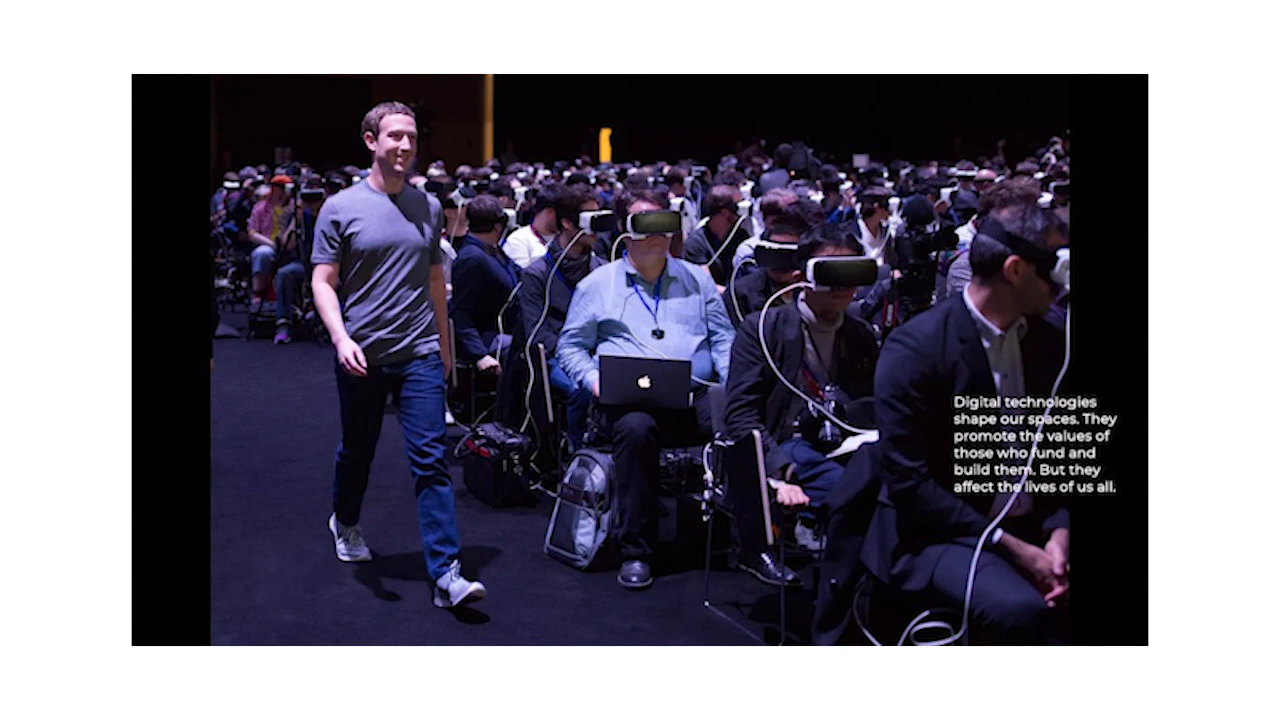 Digital technologies
shape our spaces. They
promote the values of
those who fund and
build them. But they
affect the lives of us all.